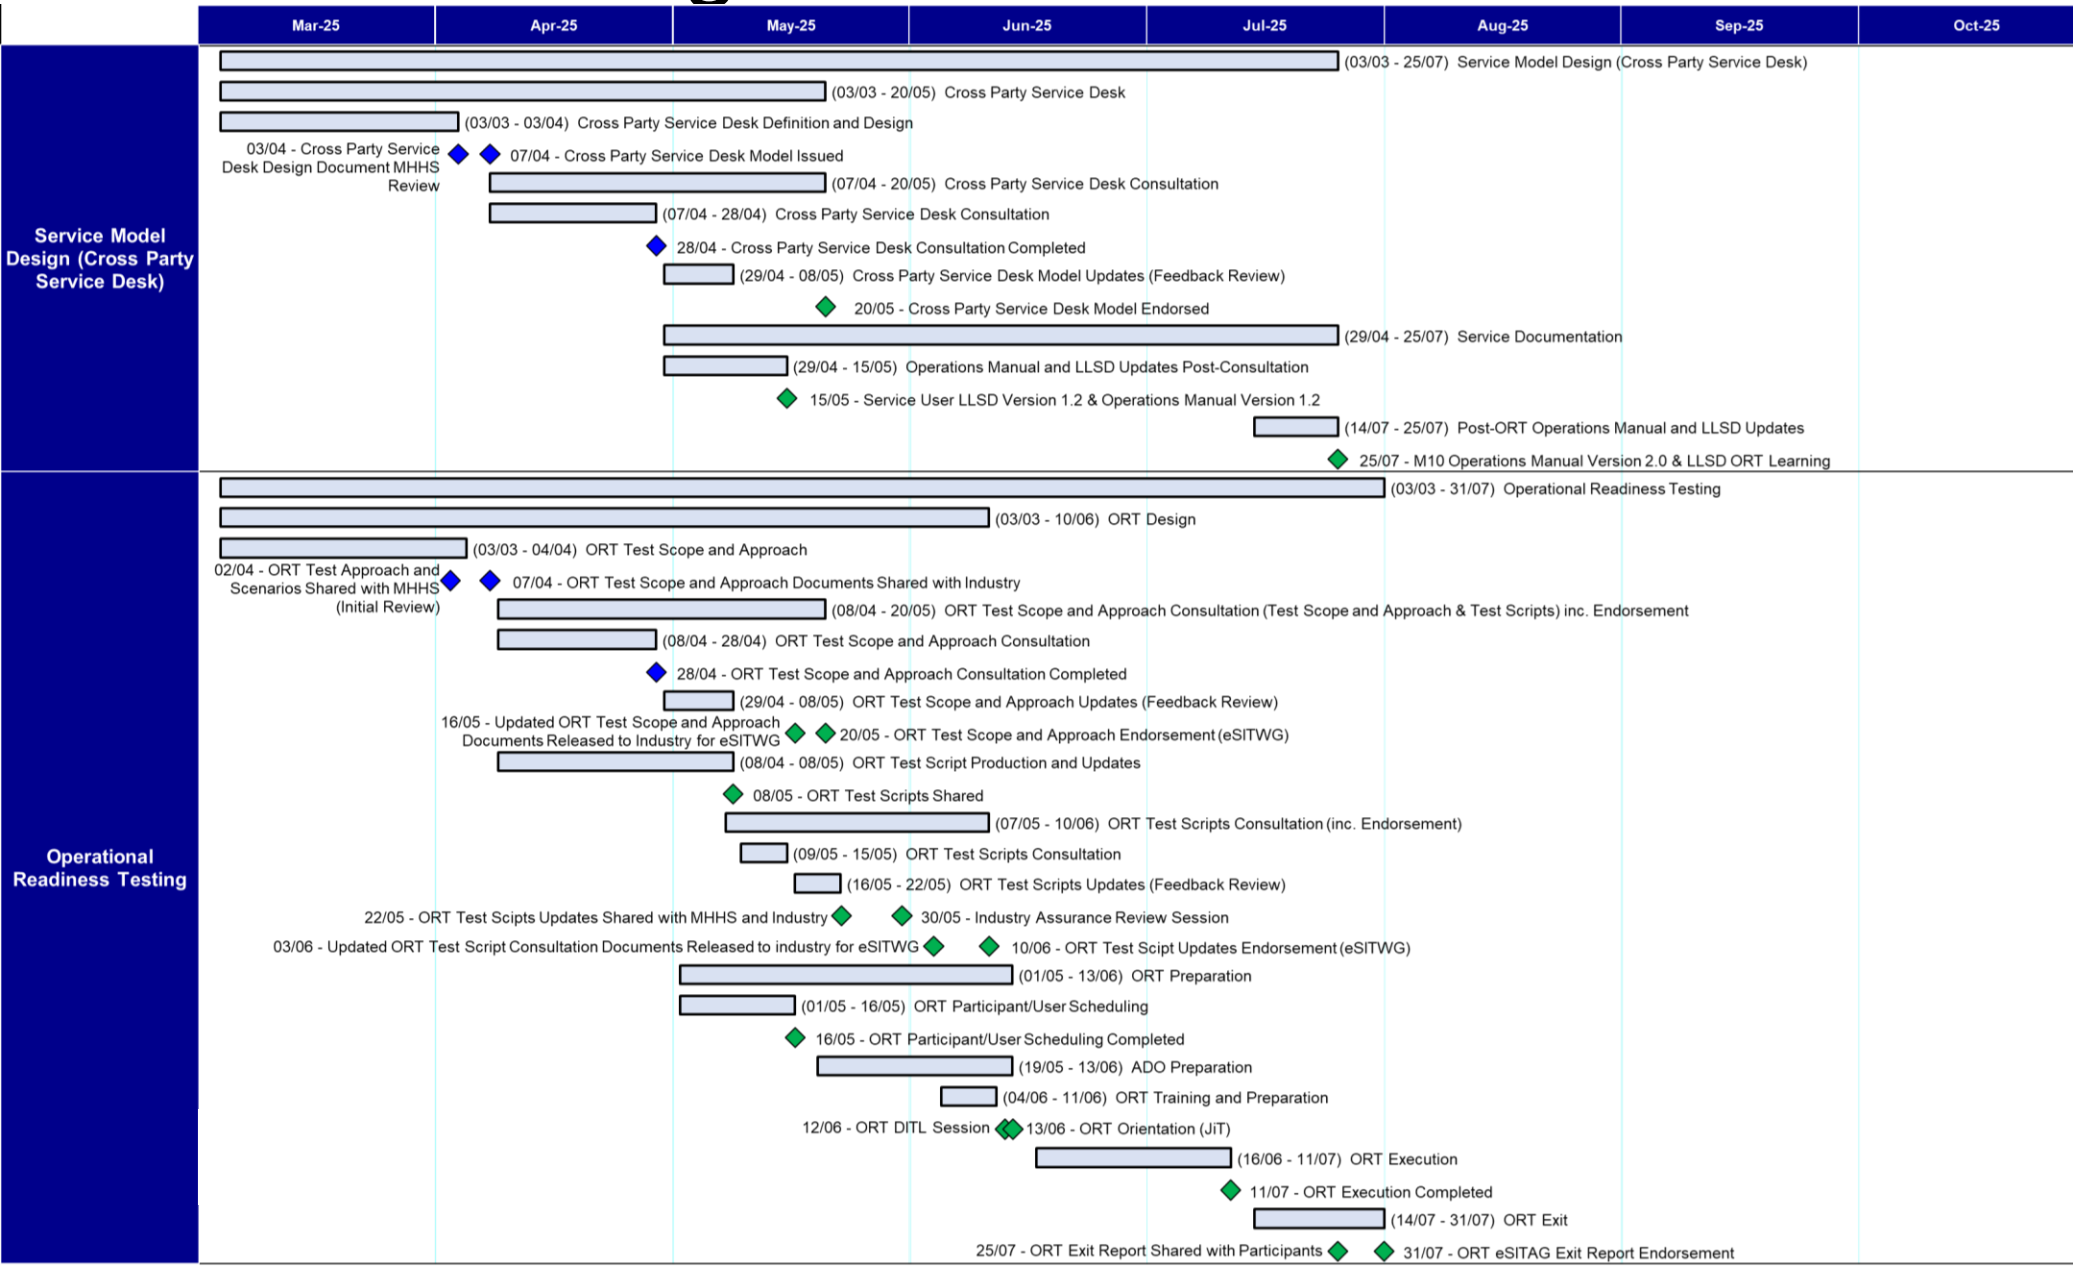 Mar-25 Apr-25 May-25 Jun-25 Jul-25 Aug-25 Sep-25 Oct-25
Service Model
Design (Cross Party
Service Desk)
(03/03 - 25/07) Service Model Design (Cross Party Service Desk)
(03/03 - 20/05) Cross Party Service Desk
(03/03 - 03/04) Cross Party Service Desk Definition and Design
03/04 - Cross Party Service
Desk Design Document MHHS
Review
07/04 - Cross Party Service Desk Model Issued
(07/04 - 20/05) Cross Party Service Desk Consultation
(07/04 - 28/04) Cross Party Service Desk Consultation
28/04 - Cross Party Service Desk Consultation Completed
(29/04 - 08/05) Cross Party Service Desk Model Updates (Feedback Review)
20/05 - Cross Party Service Desk Model Endorsed
(29/04 - 25/07) Service Documentation
(29/04 - 15/05) Operations Manual and LLSD Updates Post-Consultation
15/05 - Service User LLSD Version 1.2 & Operations Manual Version 1.2
(14/07 - 25/07) Post-ORT Operations Manual and LLSD Updates
25/07 - M10 Operations Manual Version 2.0 & LLSD ORT Learning
Operational
Readiness Testing
(03/03 - 31/07) Operational Readiness Testing
(03/03 - 10/06) ORT Design
(03/03 - 04/04) ORT Test Scope and Approach
02/04 - ORT Test Approach and
Scenarios Shared with MHHS
(Initial Review)
07/04 - ORT Test Scope and Approach Documents Shared with Industry
(08/04 - 20/05) ORT Test Scope and Approach Consultation (Test Scope and Approach & Test Scripts) inc. Endorsement
(08/04 - 28/04) ORT Test Scope and Approach Consultation
28/04 - ORT Test Scope and Approach Consultation Completed
(29/04 - 08/05) ORT Test Scope and Approach Updates (Feedback Review)
16/05 - Updated ORT Test Scope and Approach
Documents Released to Industry for eSITWG
20/05 - ORT Test Scope and Approach Endorsement (eSITWG)
(08/04 - 08/05) ORT Test Script Production and Updates
08/05 - ORT Test Scripts Shared
(07/05 - 10/06) ORT Test Scripts Consultation (inc. Endorsement)
(09/05 - 15/05) ORT Test Scripts Consultation
(16/05 - 22/05) ORT Test Scripts Updates (Feedback Review)
22/05 - ORT Test Scipts Updates Shared with MHHS and Industry
30/05 - Industry Assurance Review Session
03/06 - Updated ORT Test Script Consultation Documents Released to industry for eSITWG
10/06 - ORT Test Scipt Updates Endorsement (eSITWG)
(01/05 - 13/06) ORT Preparation
(01/05 - 16/05) ORT Participant/User Scheduling
16/05 - ORT Participant/User Scheduling Completed
(19/05 - 13/06) ADO Preparation
(04/06 - 11/06) ORT Training and Preparation
12/06 - ORT DITL Session
13/06 - ORT Orientation (JiT)
(16/06 - 11/07) ORT Execution
11/07 - ORT Execution Completed
(14/07 - 31/07) ORT Exit
25/07 - ORT Exit Report Shared with Participants
31/07 - ORT eSITAG Exit Report Endorsement